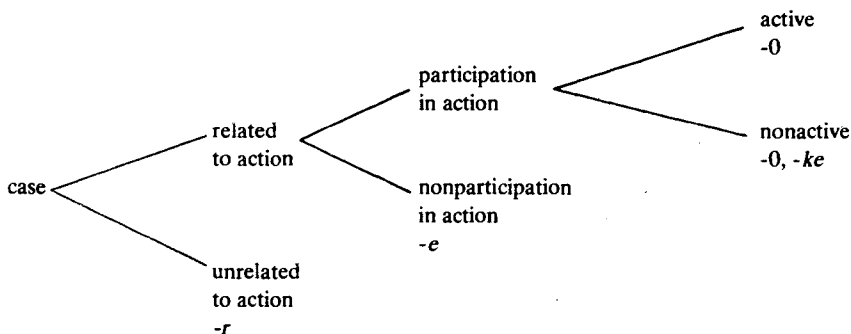 active
-0
participation
in action
related
to action
nonactive
-0, -ke
case
nonparticipation
in action
-e
unrelated
to action
-r